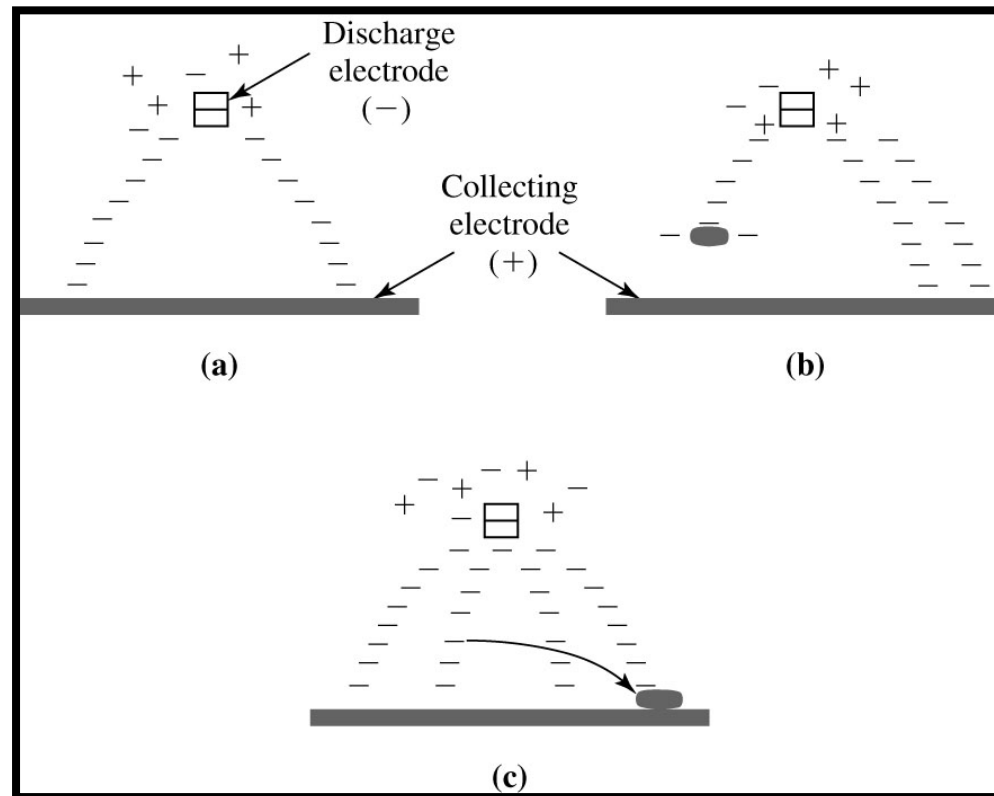 Discharge
electrode
(−)
Collecting
electrode
(+)
(a)
(b)
(c)